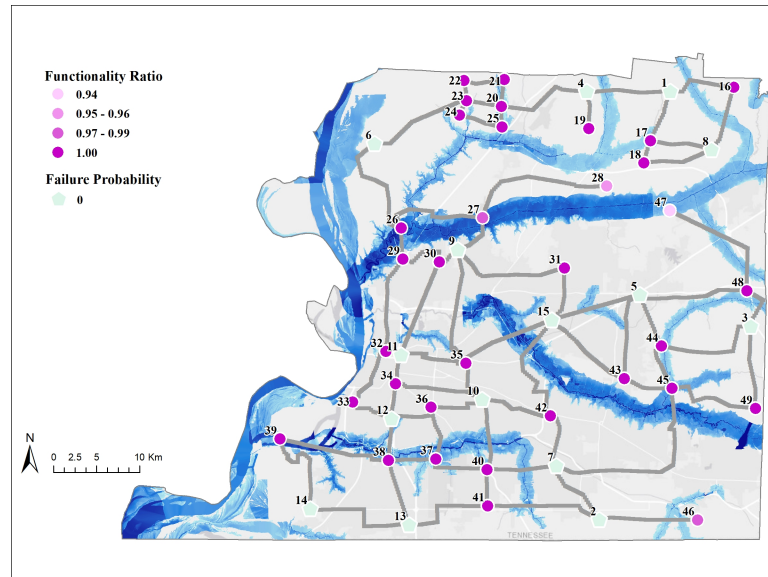 Functionality Ratio
0.94
0.95 - 0.96
0.97 - 0.99
1.00
Failure Probability
0
22 21 4 1 16
23 20
24 25 19 17
6 18 8
28
27 47
26
9
29 30 31
5 48
15 3
32 11 44
35
34 43 45
33 36 10 49
12 42
39
38 37 40 7
14 41
13 2 46
N
0 2.5 5 10 Km
TENNESSEE